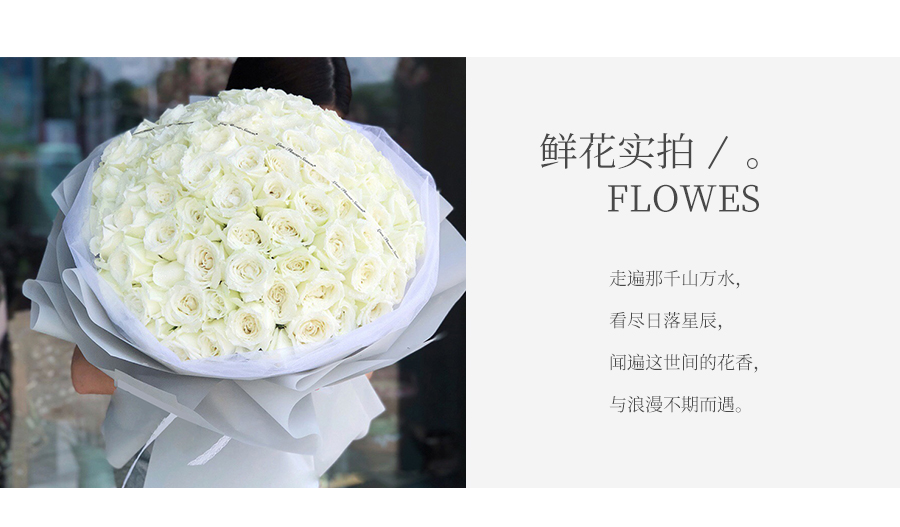 鲜花实拍 / 。
FLOWES
走遍那千山万水，
看尽日落星辰，
闻遍这世间的花香，
与浪漫不期而遇。